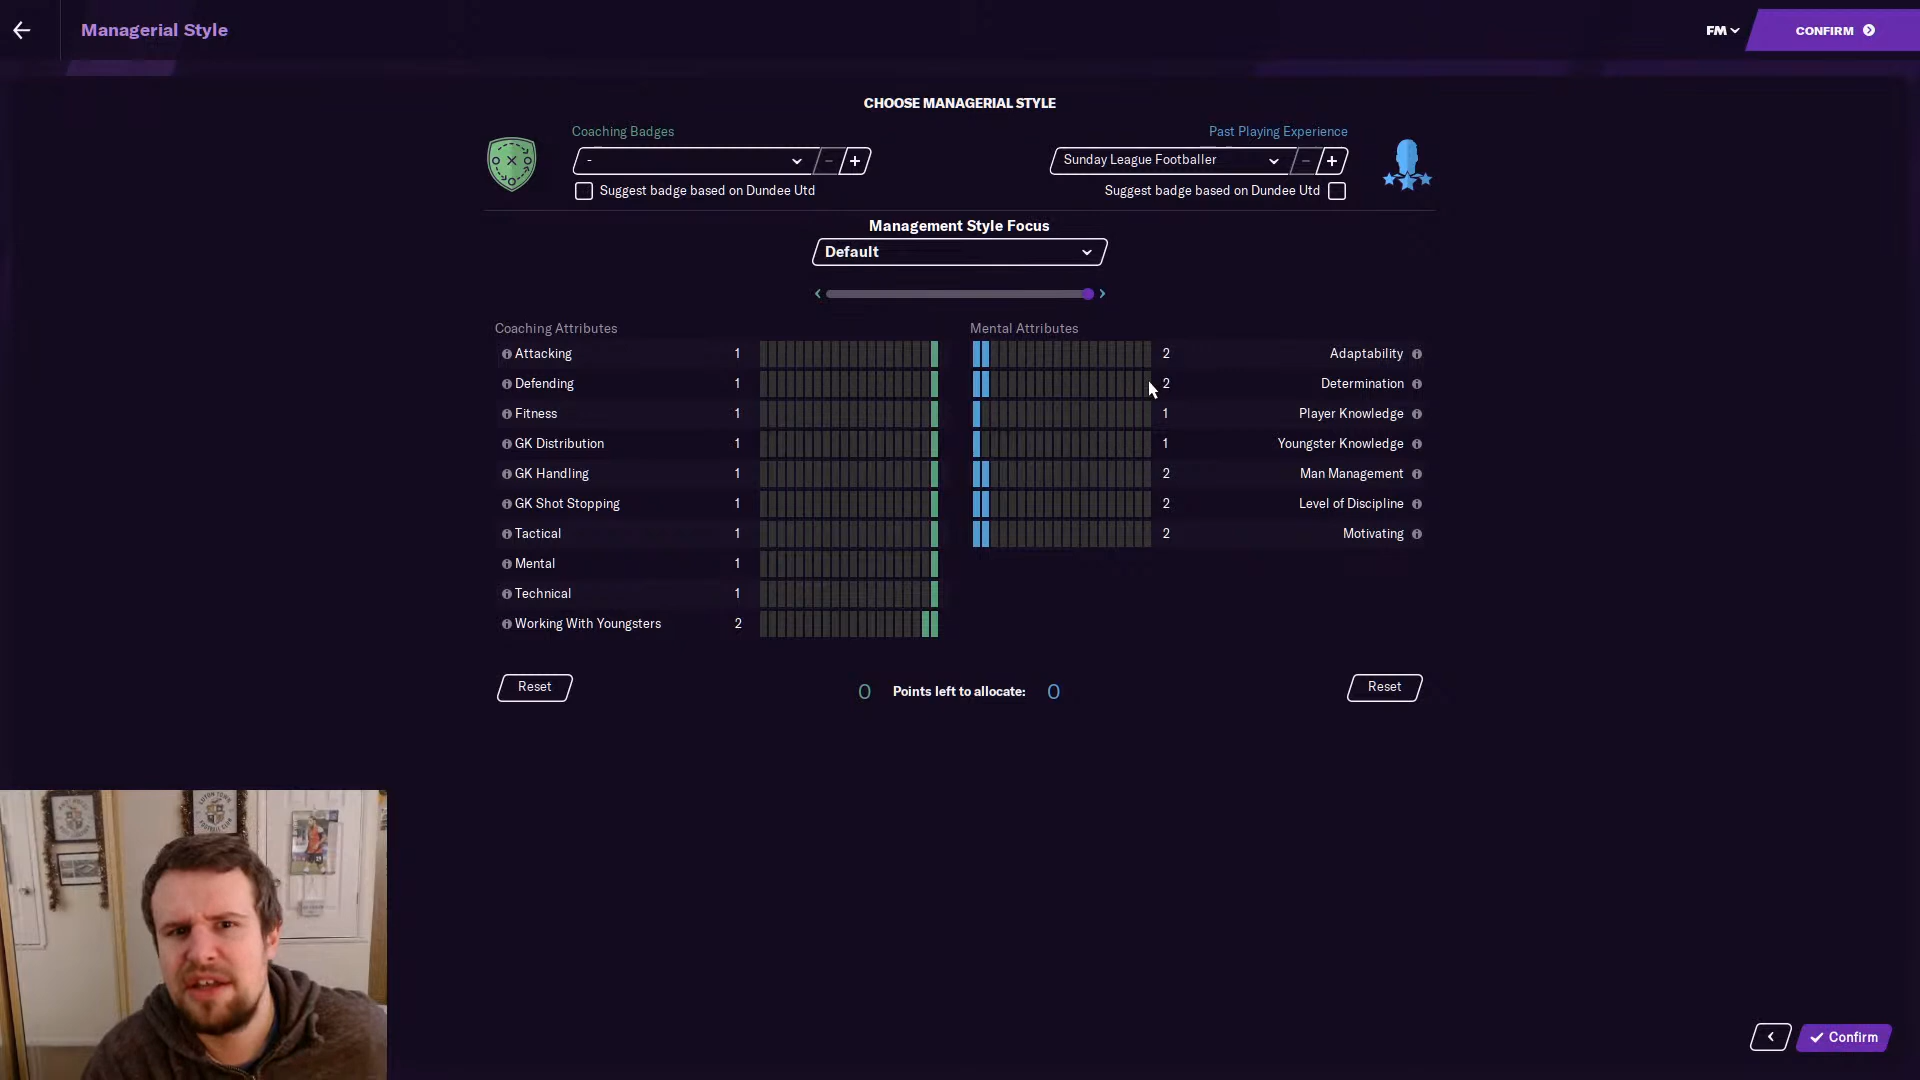 Managerial Style
FM
CONFIRM
CHOOSE MANAGERIAL STYLE
Coaching Badges
Past Playing Experience
-
Sunday League Footballer
Suggest badge based on Dundee Utd
Suggest badge based on Dundee Utd
Management Style Focus
Default
Coaching Attributes
Mental Attributes
Attacking 1
2 Adaptability
Defending 1
2 Determination
Fitness 1
1 Player Knowledge
GK Distribution 1
1 Youngster Knowledge
GK Handling 1
2 Man Management
GK Shot Stopping 1
2 Level of Discipline
Tactical 1
2 Motivating
Mental 1
Technical 1
Working With Youngsters 2
Reset
0 Points left to allocate: 0
Reset
LUTON TOWN
Confirm